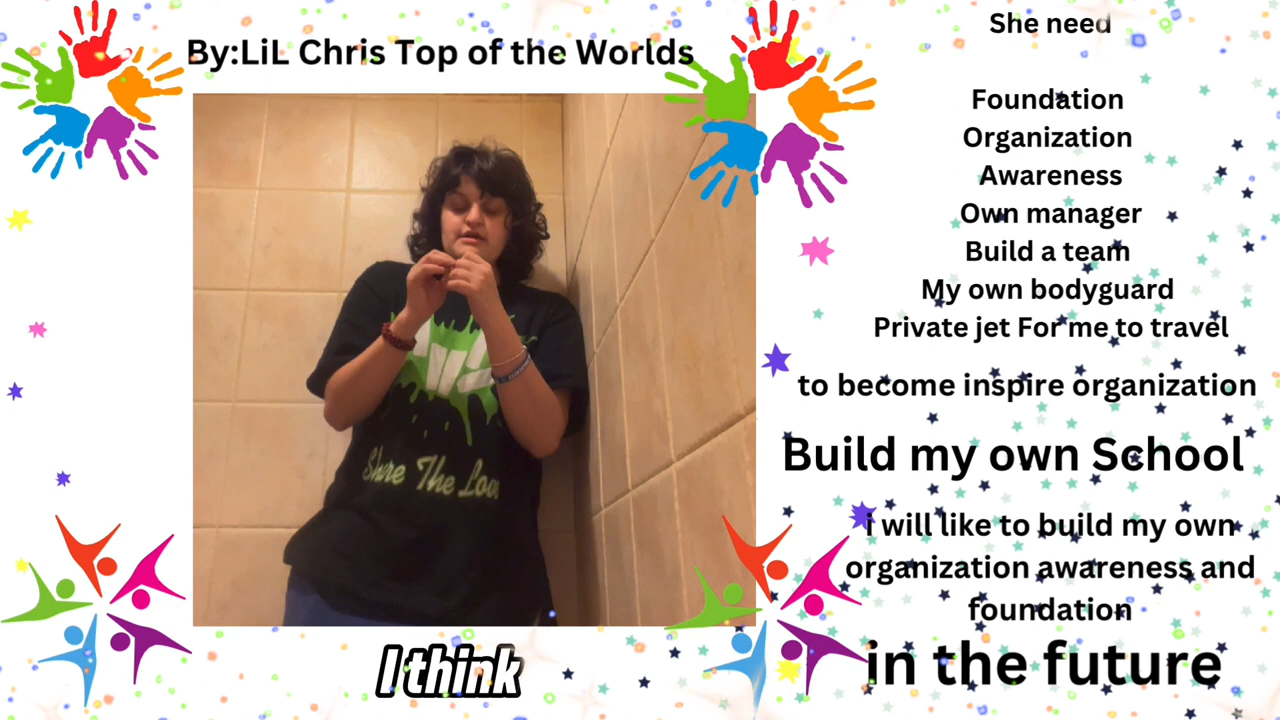 By:LiL Chris Top of the Worlds
Share The Love
I think
She need
Foundation
Organization
Awareness
Own manager
Build a team
My own bodyguard
Private jet For me to travel
to become inspire organization
Build my own School
i will like to build my own
organization awareness and
foundation
in the future